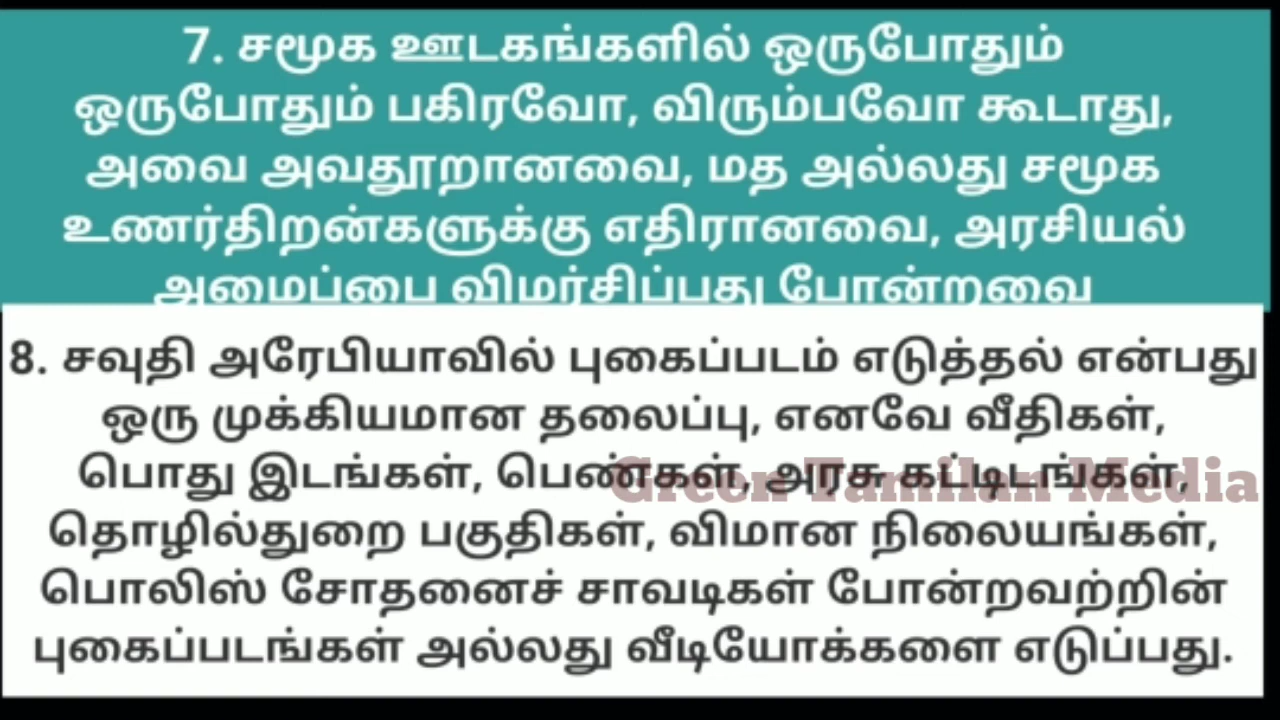 7. சமூக ஊடகங்களில் ஒருபோதும்
ஒருபோதும் பகிரவோ, விரும்பவோ கூடாது,
அவை அவதூறானவை, மத அல்லது சமூக
உணர்திறன்களுக்கு எதிரானவை, அரசியல்
அமைப்பை விமர்சிப்பது போன்றவை
8. சவுதி அரேபியாவில் புகைப்படம் எடுத்தல் என்பது
ஒரு முக்கியமான தலைப்பு, எனவே வீதிகள்,
பொது இடங்கள், பெண்கள், அரசு கட்டிடங்கள்,
Green Tamilan Media
தொழில்துறை பகுதிகள், விமான நிலையங்கள்,
பொலிஸ் சோதனைச் சாவடிகள் போன்றவற்றின்
புகைப்படங்கள் அல்லது வீடியோக்களை எடுப்பது.